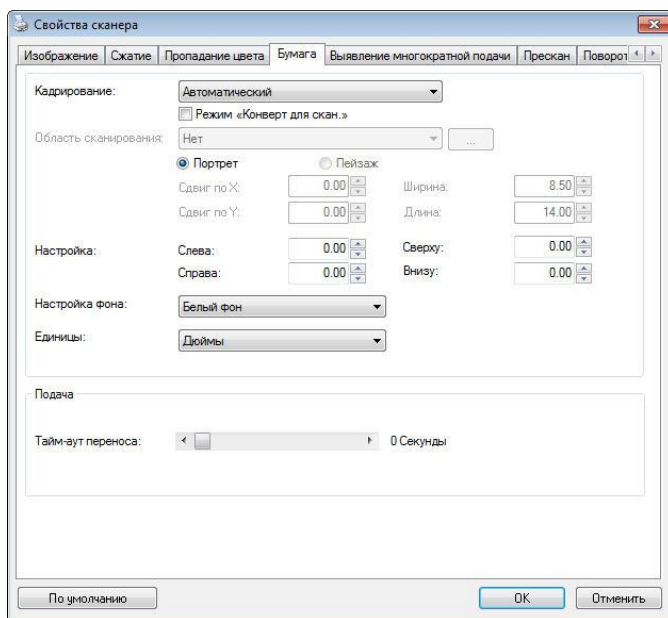 Свойства сканера
Изображение Сжатие Пропадание цвета Бумага Выявление многократной подачи Прескан Поворот
Кадрирование: Автоматический
Режим «Конверт для скан.»
Область сканирования: Нет ...
Портрет Пейзаж
Сдвиг по X: 0.00 Ширина: 8.50
Сдвиг по Y: 0.00 Длина: 14.00
Настройка: Слева: 0.00 Сверху: 0.00
Справа: 0.00 Внизу: 0.00
Настройка фона: Белый фон
Единицы: Дюймы
Подача
Тайм-аут переноса: 0 Секунды
По умолчанию OK Отменить